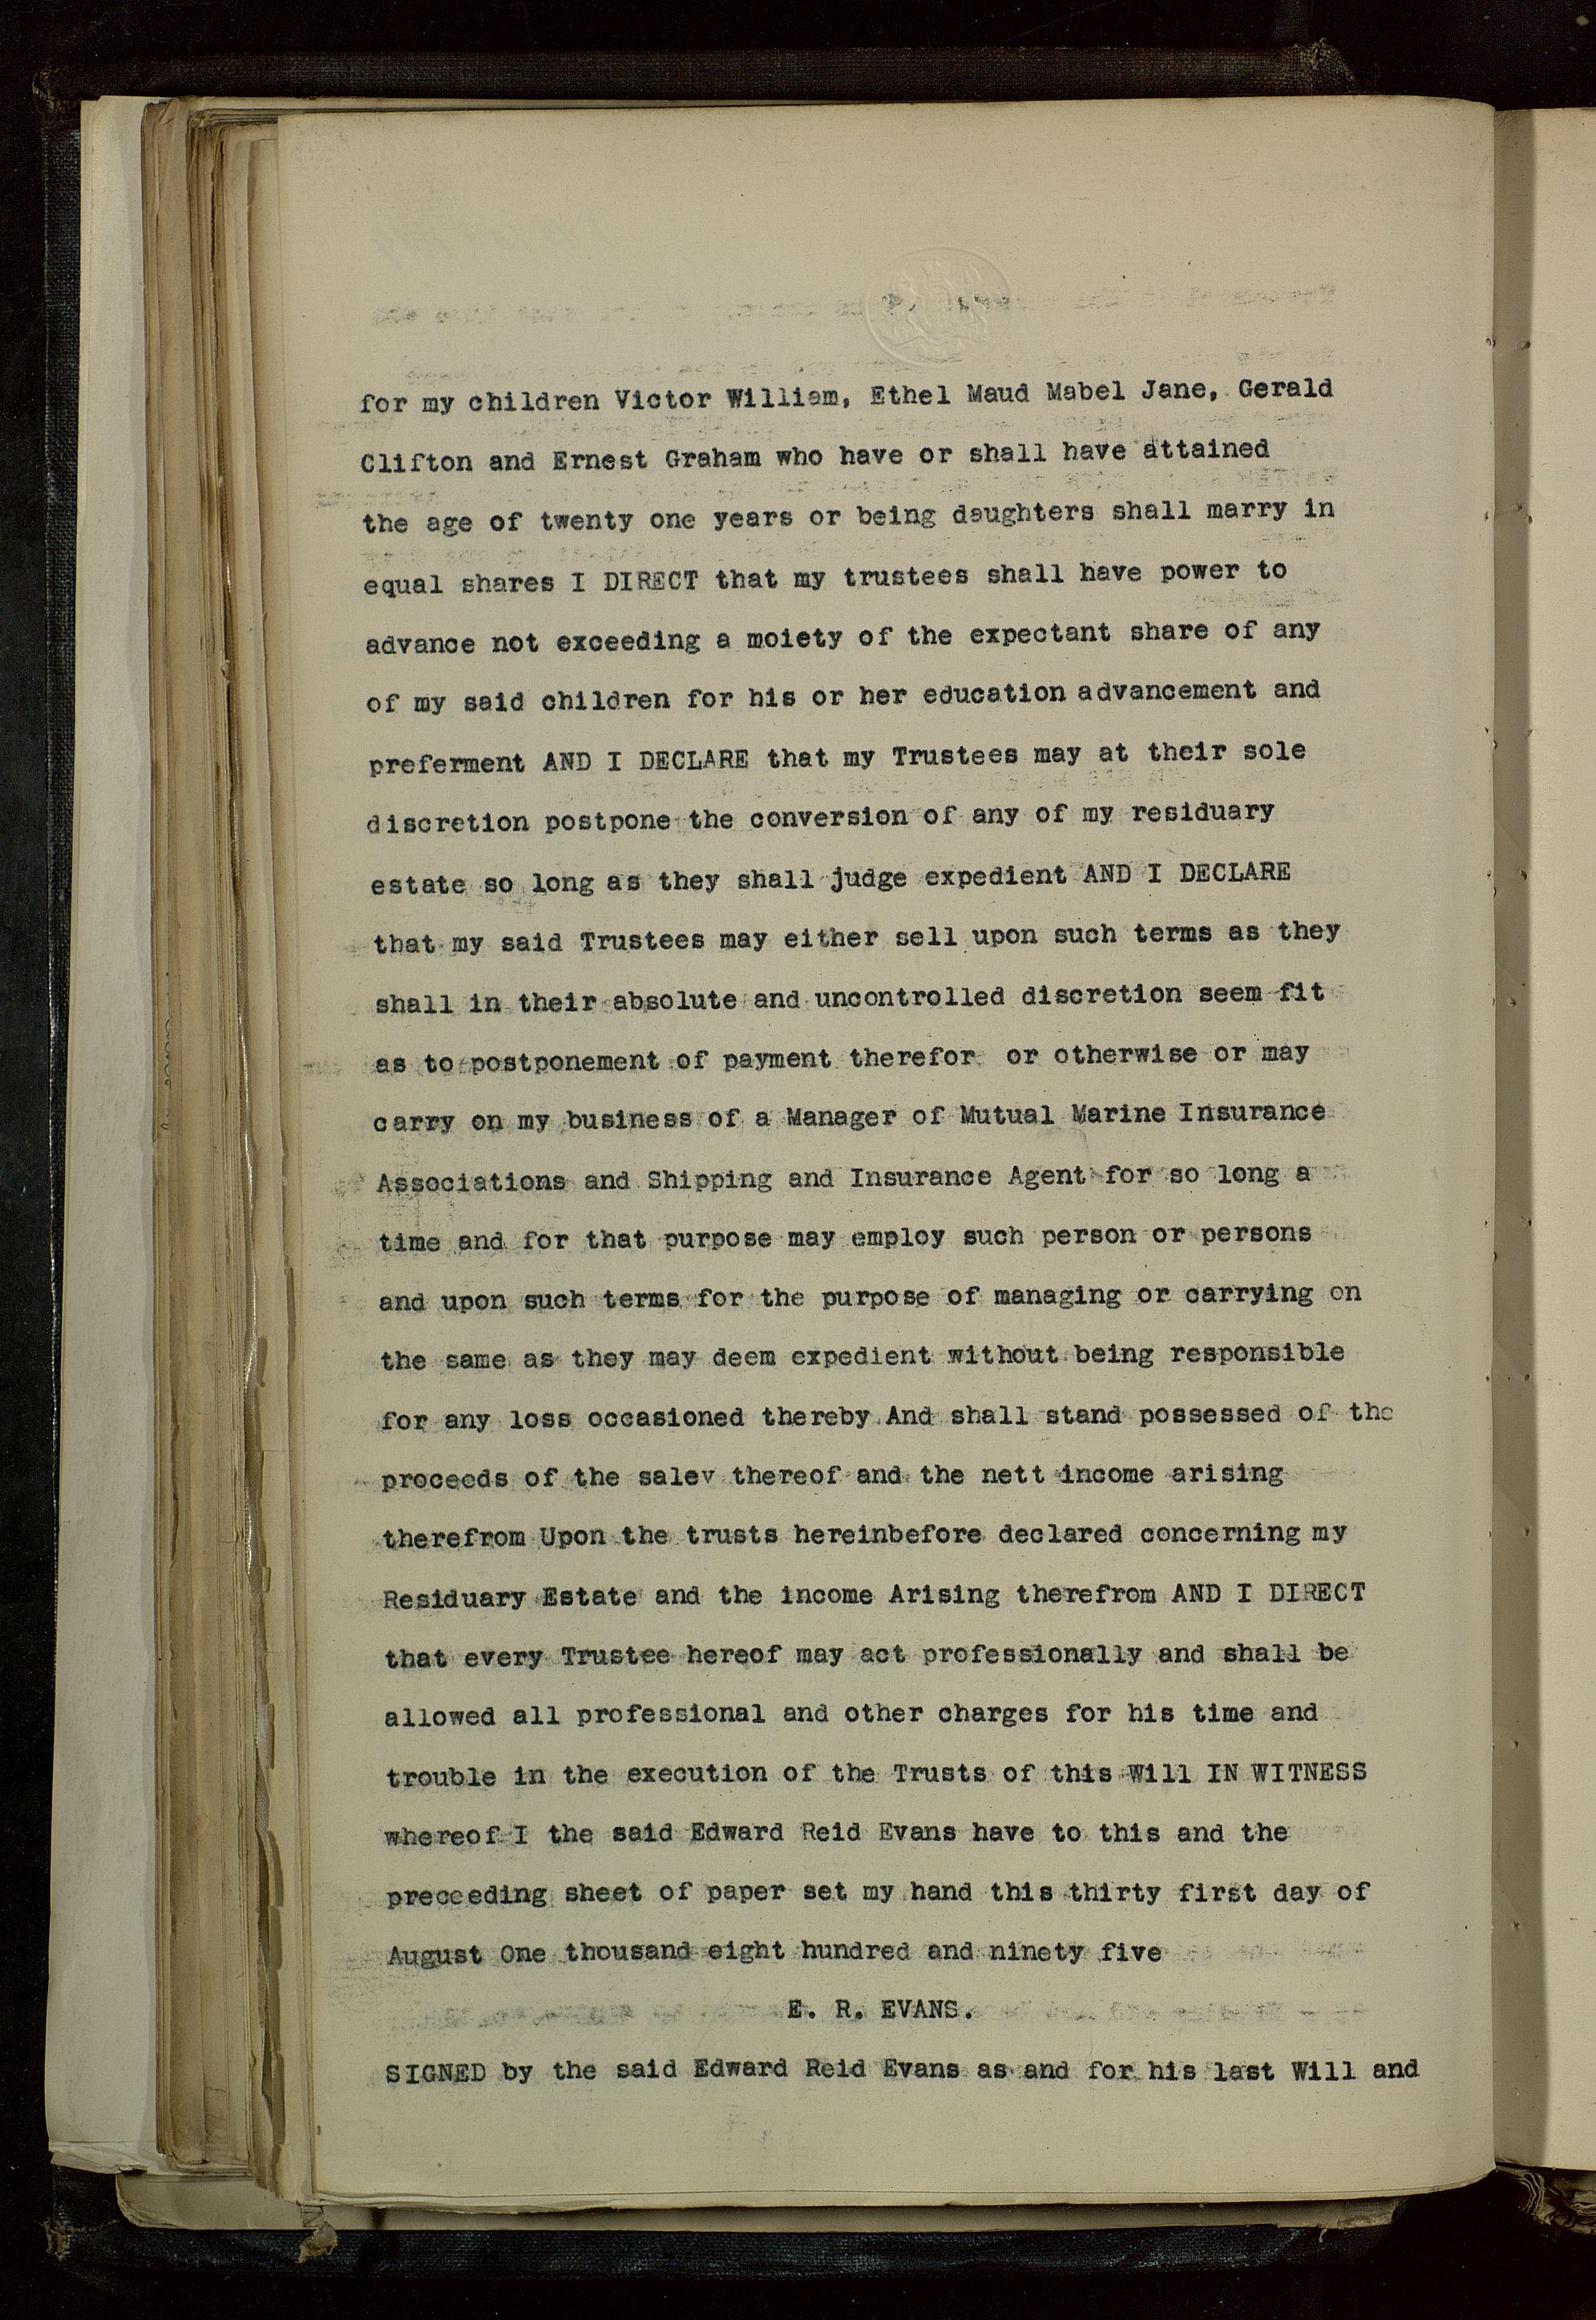 for my children Victor William, Ethel Maud Mabel Jane, Gerald
Clifton and Ernest Graham who have or shall have attained
the age of twenty one years or being daughters shall marry in
equal shares I DIRECT that my trustees shall have power to
advance not exceeding a moiety of the expectant share of any
of my said children for his or her education advancement and
preferment AND I DECLARE that my Trustees may at their sole
discretion postpone the conversion of any of my residuary
estate so long as they shall judge expedient AND I DECLARE
that my said Trustees may either sell upon such terms as they
shall in their absolute and uncontrolled discretion seem fit
as to postponement of payment therefor or otherwise or may
carry on my business of a Manager of Mutual Marine Insurance
Associations and Shipping and Insurance Agent for so long a
time and for that purpose may employ such person or persons
and upon such terms for the purpose of managing or carrying on
the same as they may deem expedient without being responsible
for any loss occasioned thereby And shall stand possessed of the
proceeds of the salev thereof and the nett income arising
therefrom Upon the trusts hereinbefore declared concerning my
Residuary Estate and the income Arising therefrom AND I DIRECT
that every Trustee hereof may act professionally and shall be
allowed all professional and other charges for his time and
trouble in the execution of the Trusts of this Will IN WITNESS
whereof I the said Edward Reid Evans have to this and the
preceeding sheet of paper set my hand this thirty first day of
August One thousand eight hundred and ninety five
E. R. EVANS.
SIGNED by the said Edward Reid Evans as and for his last Will and